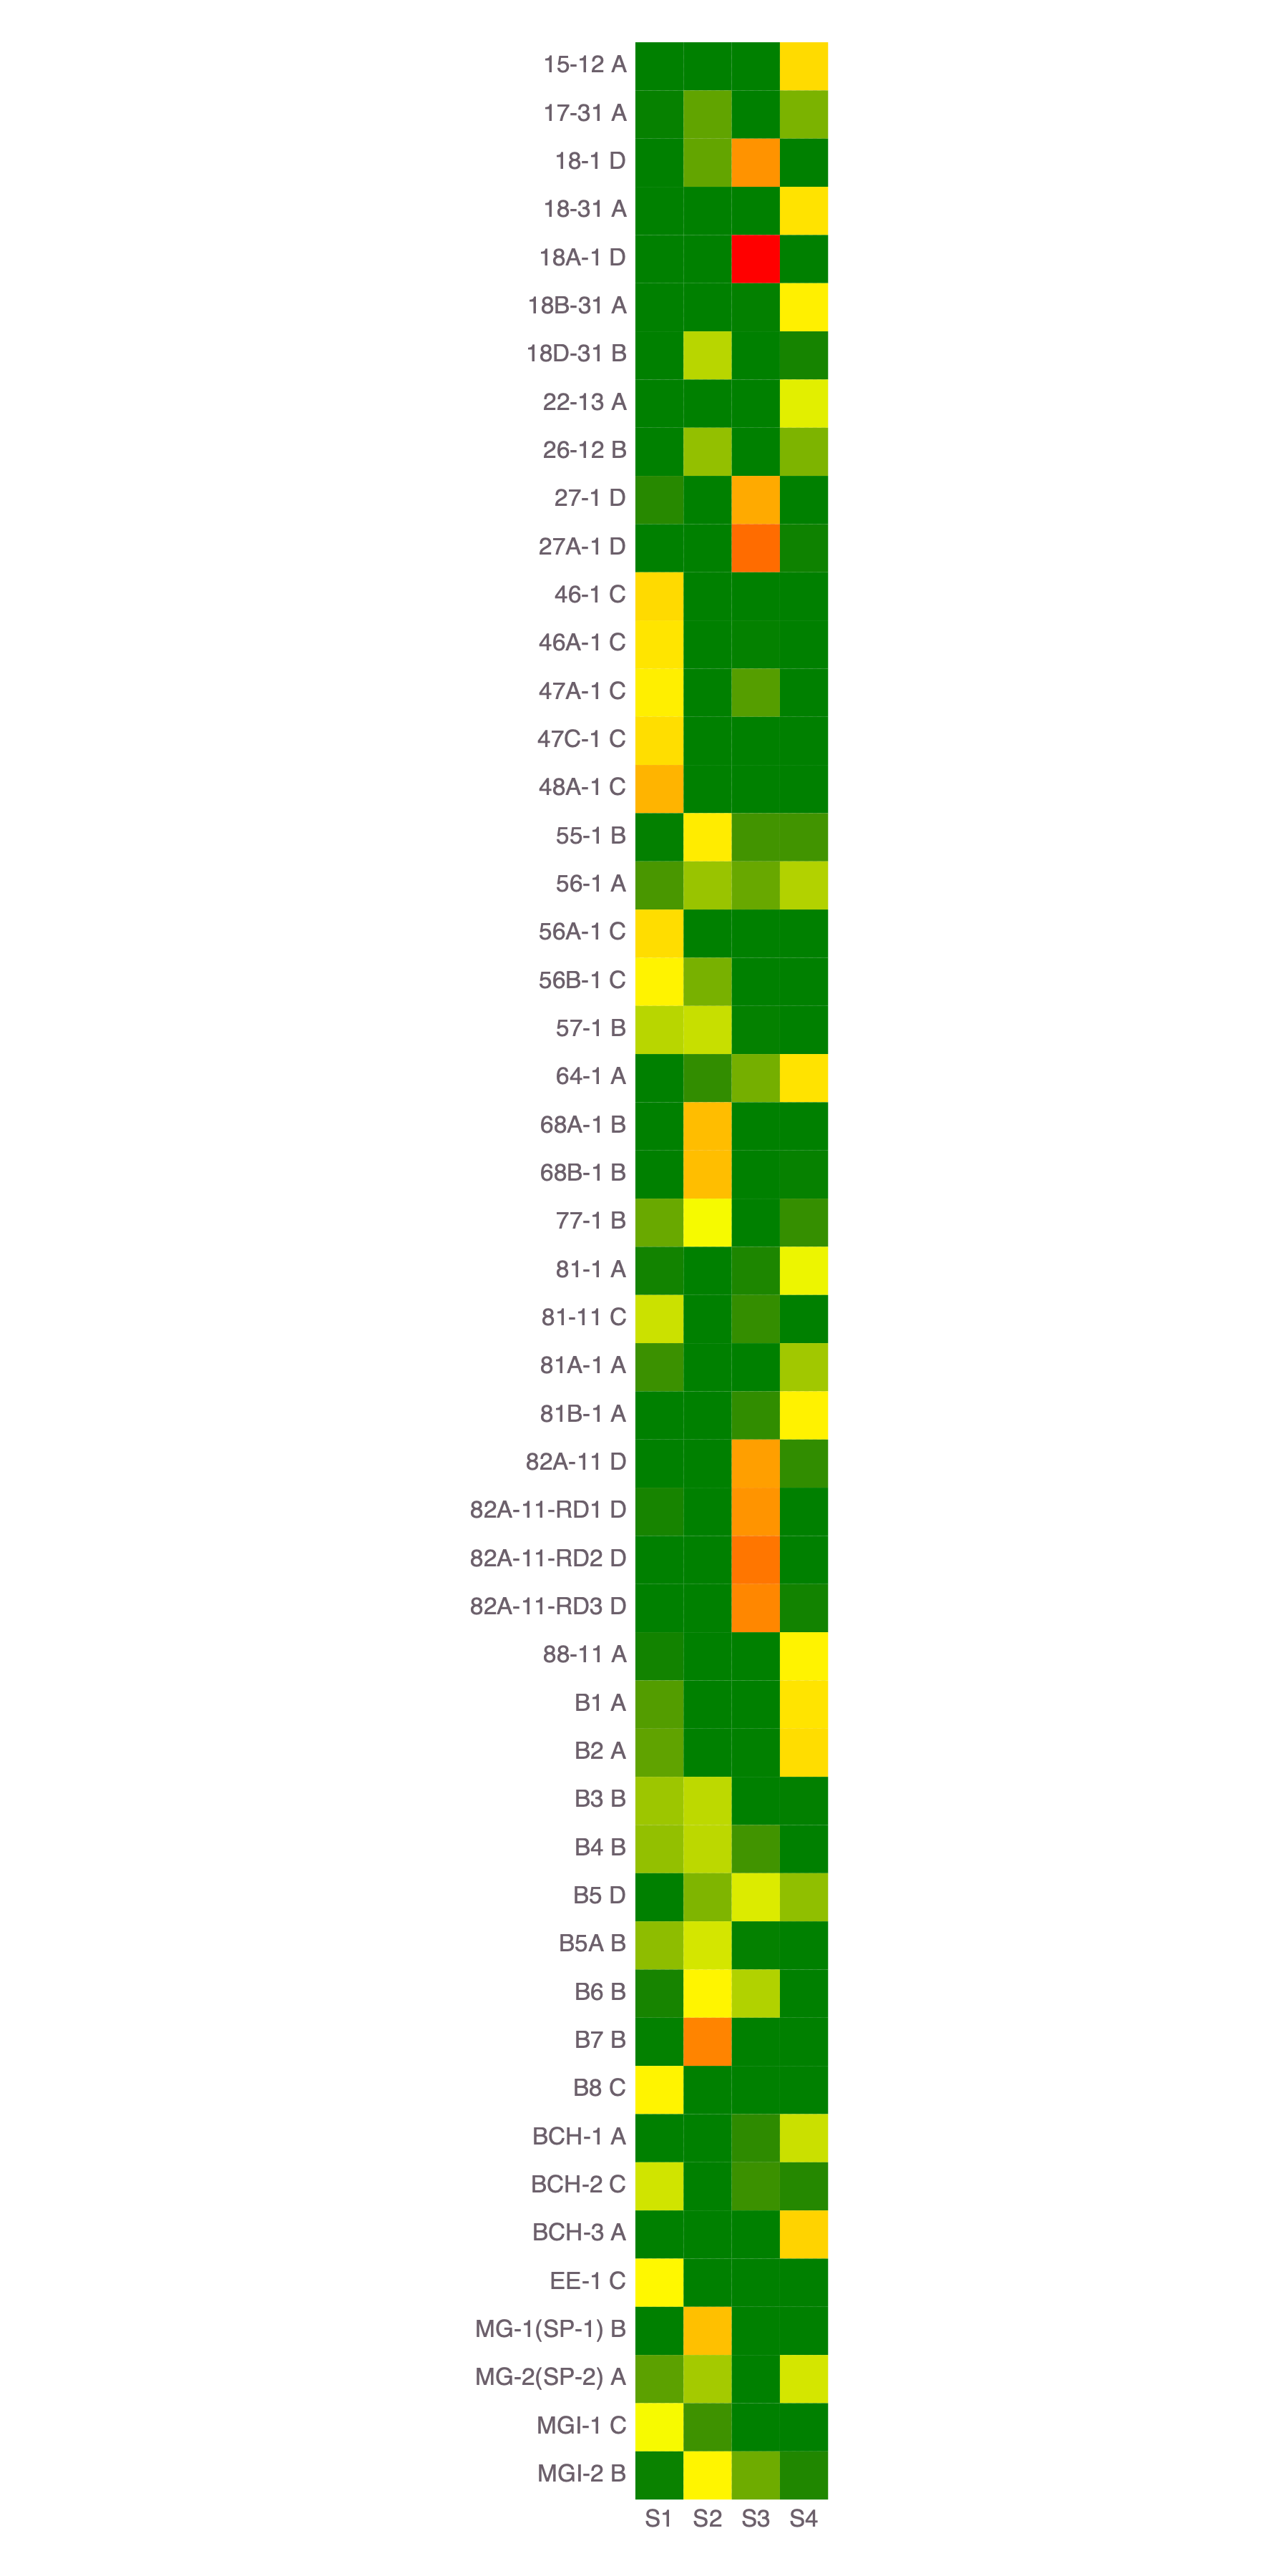 15-12 A
17-31 A
18-1 D
18-31 A
18A-1 D
18B-31 A
18D-31 B
22-13 A
26-12 B
27-1 D
27A-1 D
46-1 C
46A-1 C
47A-1 C
47C-1 C
48A-1 C
55-1 B
56-1 A
56A-1 C
56B-1 C
57-1 B
64-1 A
68A-1 B
68B-1 B
77-1 B
81-1 A
81-11 C
81A-1 A
81B-1 A
82A-11 D
82A-11-RD1 D
82A-11-RD2 D
82A-11-RD3 D
88-11 A
B1 A
B2 A
B3 B
B4 B
B5 D
B5A B
B6 B
B7 B
B8 C
BCH-1 A
BCH-2 C
BCH-3 A
EE-1 C
MG-1(SP-1) B
MG-2(SP-2) A
MGI-1 C
MGI-2 B
S1 S2 S3 S4